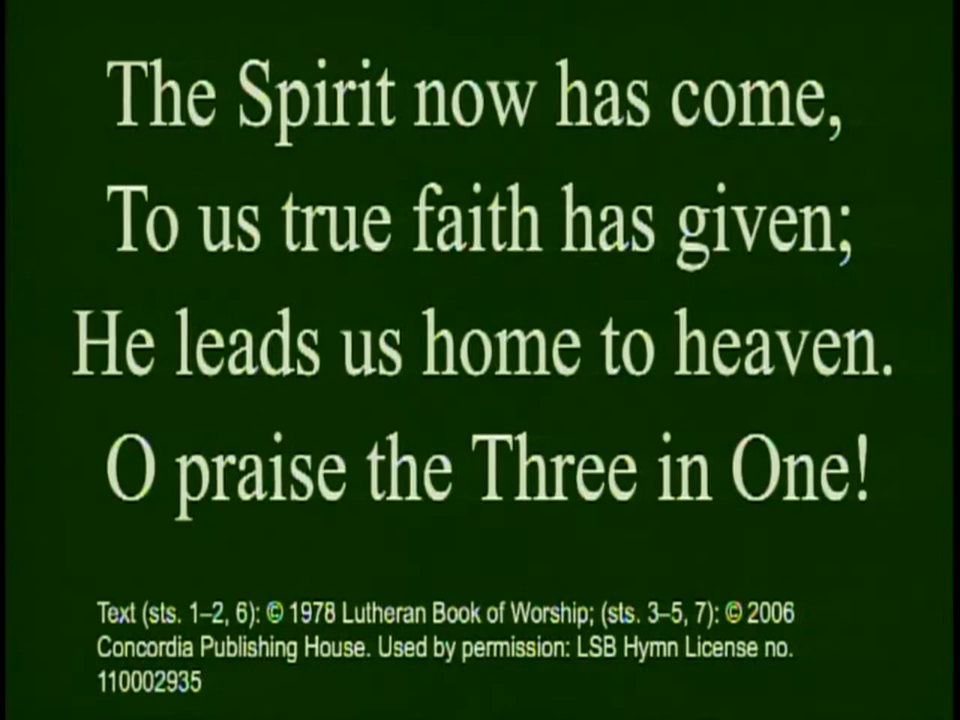 The Spirit now has come,
To us true faith has given;
He leads us home to heaven.
O praise the Three in One!
Text (sts. 1–2, 6): © 1978 Lutheran Book of Worship; (sts. 3–5, 7): © 2006
Concordia Publishing House. Used by permission: LSB Hymn License no.
110002935